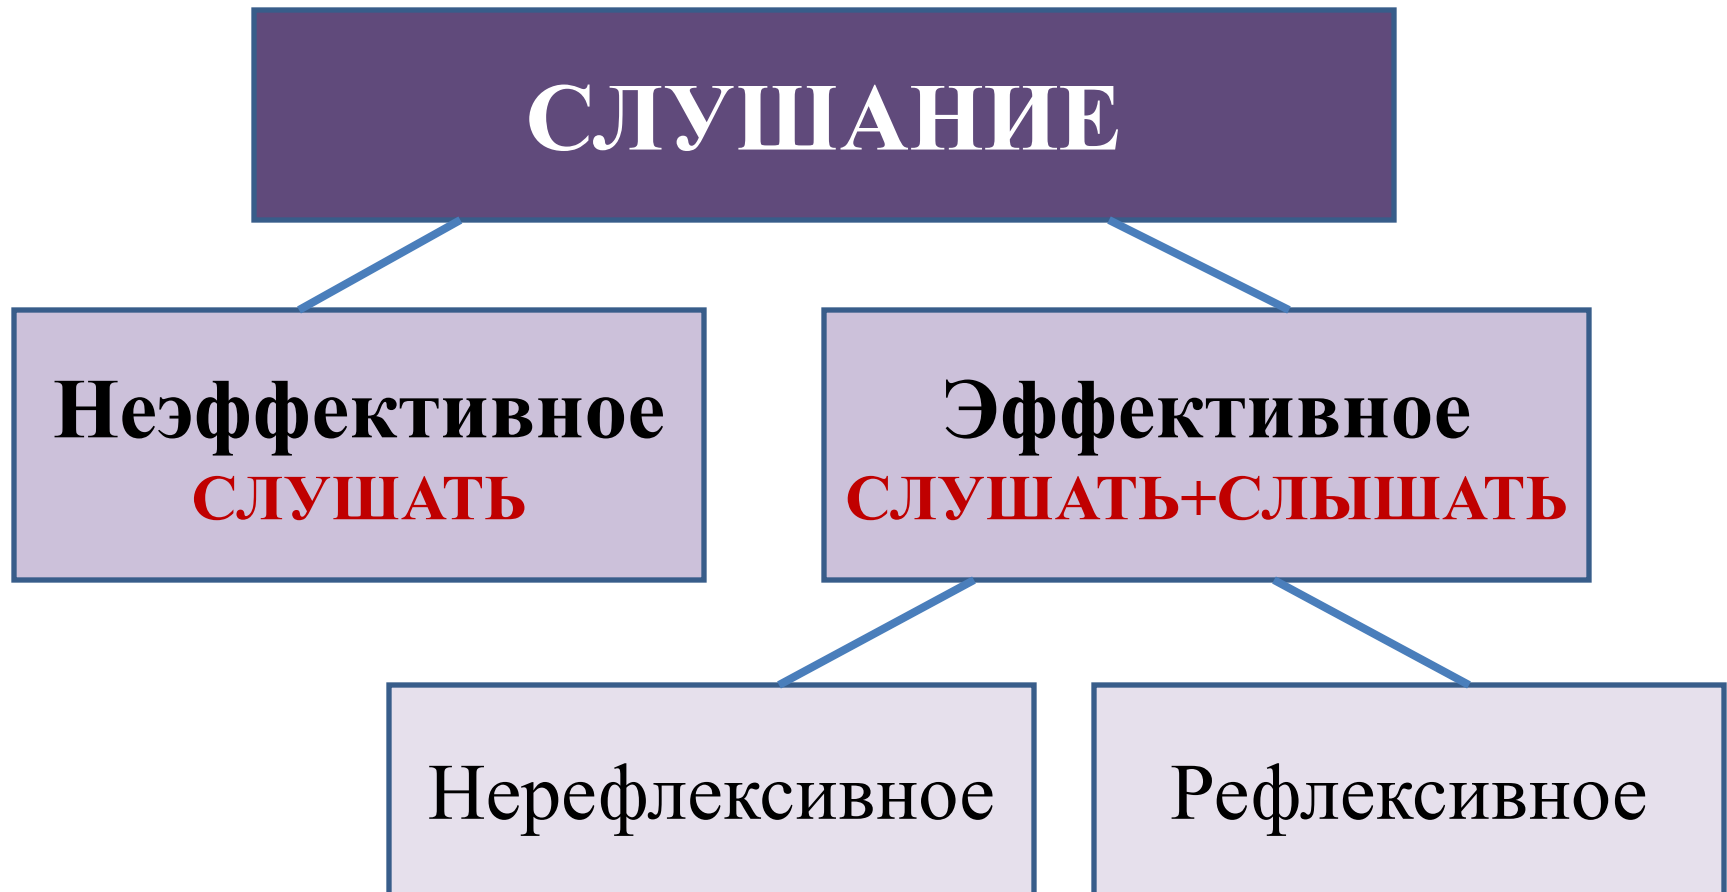 СЛУШАНИЕ
Неэффективное
СЛУШАТЬ
Эффективное
СЛУШАТЬ+СЛЫШАТЬ
Нерефлексивное
Рефлексивное